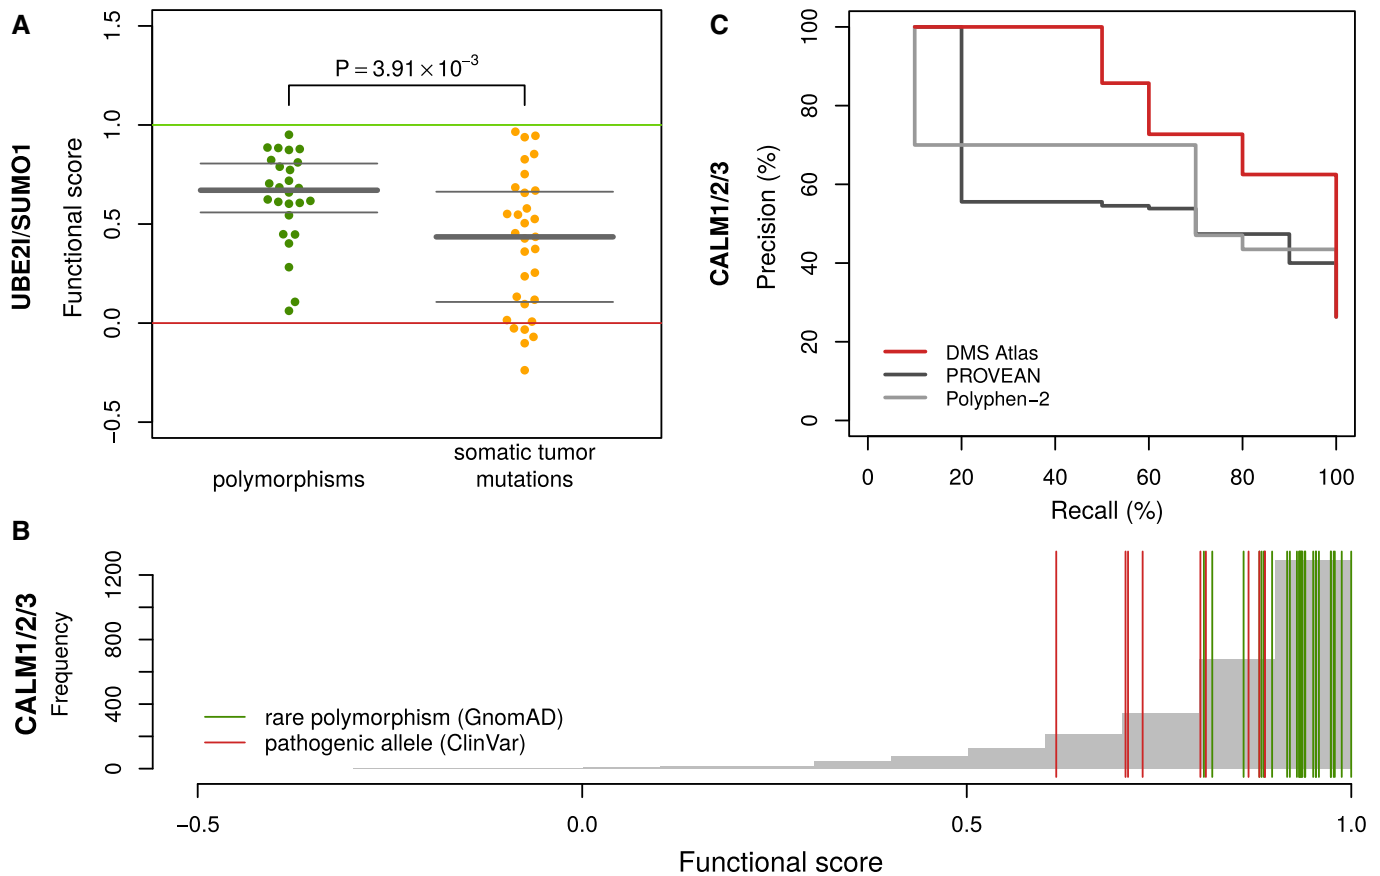 A
UBE2I/SUMO1
Functional score
1.5
1.0
0.5
0.0
−0.5
P = 3.91 × 10−3
polymorphisms
somatic tumor
mutations
C
CALM1/2/3
Precision (%)
100
80
60
40
20
0
DMS Atlas
PROVEAN
Polyphen−2
0 20 40 60 80 100
Recall (%)
B
CALM1/2/3
Frequency
1200
800
400
0
rare polymorphism (GnomAD)
pathogenic allele (ClinVar)
−0.5 0.0 0.5 1.0
Functional score